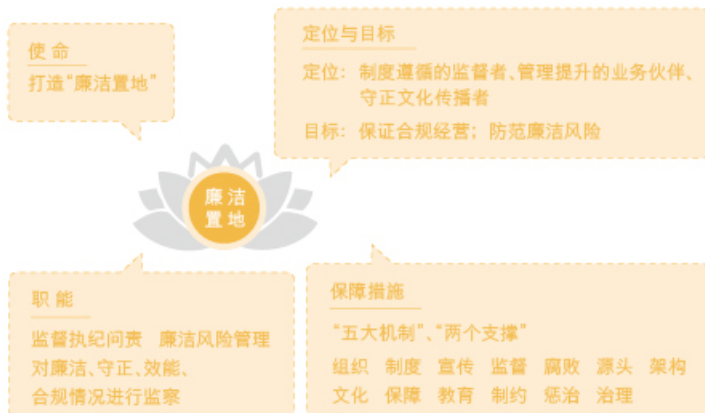 使命
打造“廉洁置地”
定位与目标
定位：制度遵循的监督者、管理提升的业务伙伴、
守正文化传播者
目标：保证合规经营；防范廉洁风险
廉洁
置地
职能
监督执纪问责 廉洁风险管理
对廉洁、守正、效能、
合规情况进行监察
保障措施
“五大机制”、“两个支撑”
组织 制度 宣传 监督 腐败 源头 架构
文化 保障 教育 制约 惩治 治理